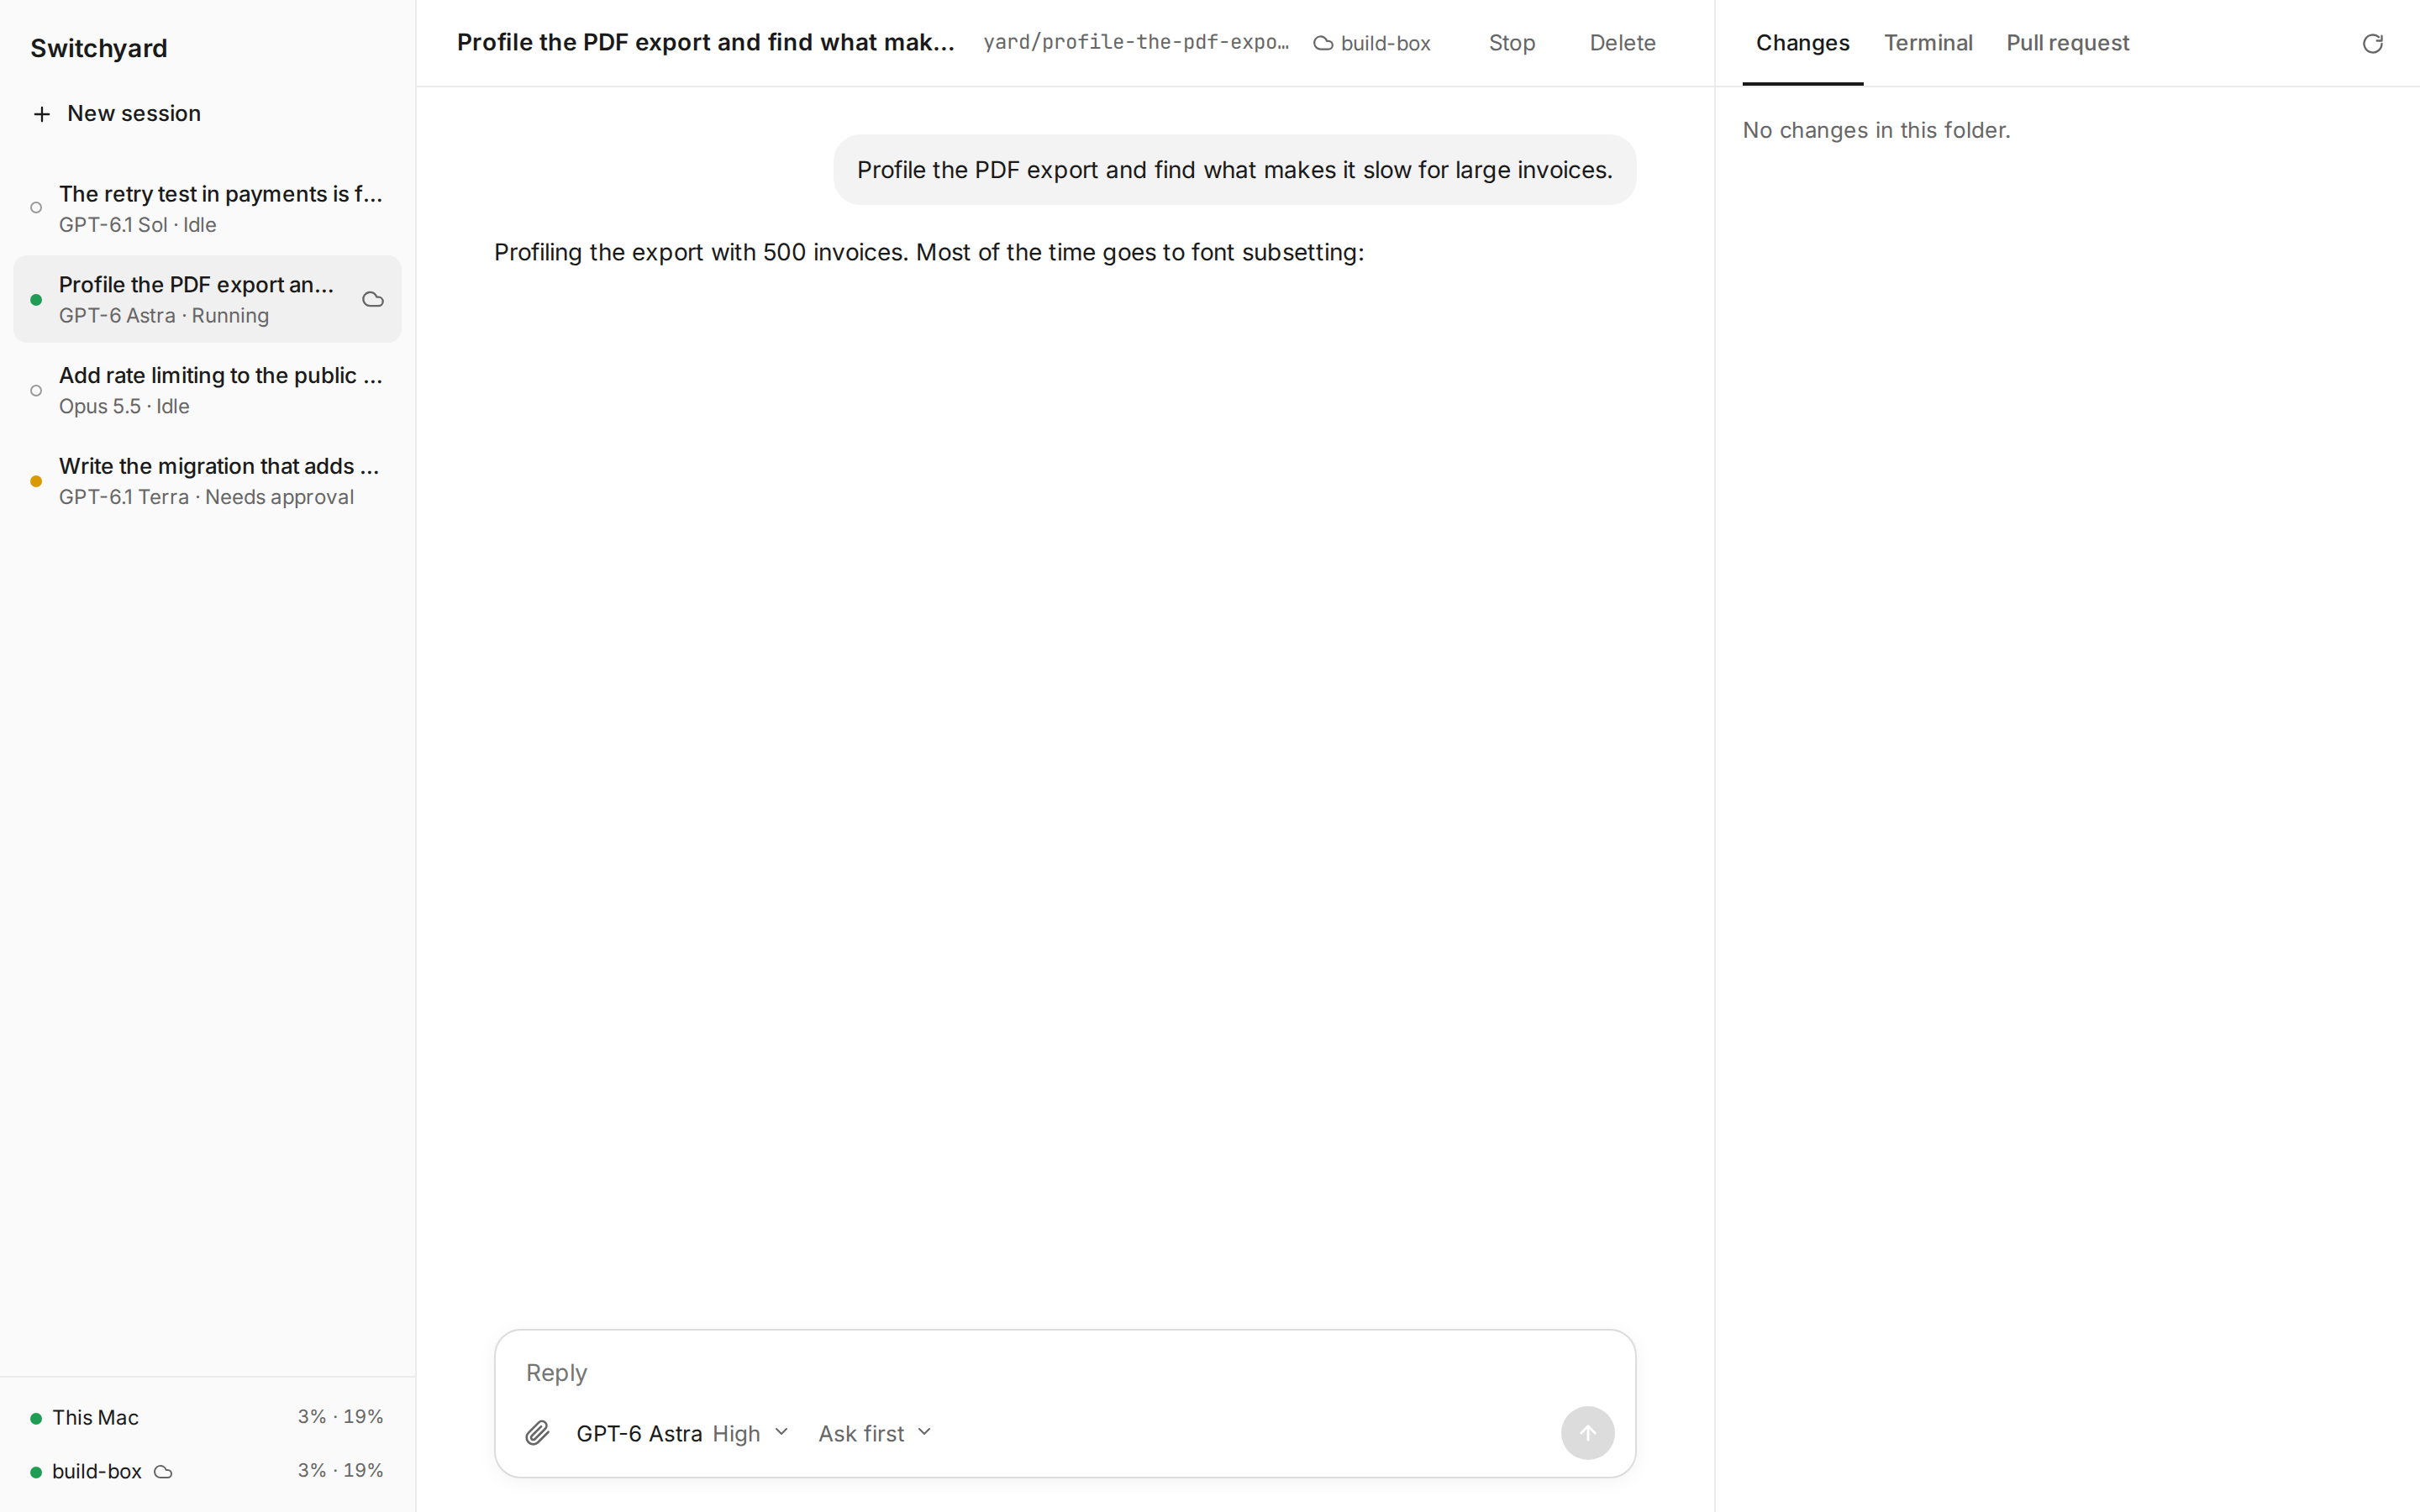 Switchyard
New session
The retry test in payments is f...
GPT-6.1 Sol · Idle
Profile the PDF export an...
GPT-6 Astra · Running
Add rate limiting to the public ...
Opus 5.5 · Idle
Write the migration that adds ...
GPT-6.1 Terra · Needs approval
This Mac 3% · 19%
build-box 3% · 19%
Profile the PDF export and find what mak... yard/profile-the-pdf-expo… build-box Stop Delete
Profile the PDF export and find what makes it slow for large invoices.
Profiling the export with 500 invoices. Most of the time goes to font subsetting:
Reply
GPT-6 Astra High Ask first
Changes Terminal Pull request
No changes in this folder.